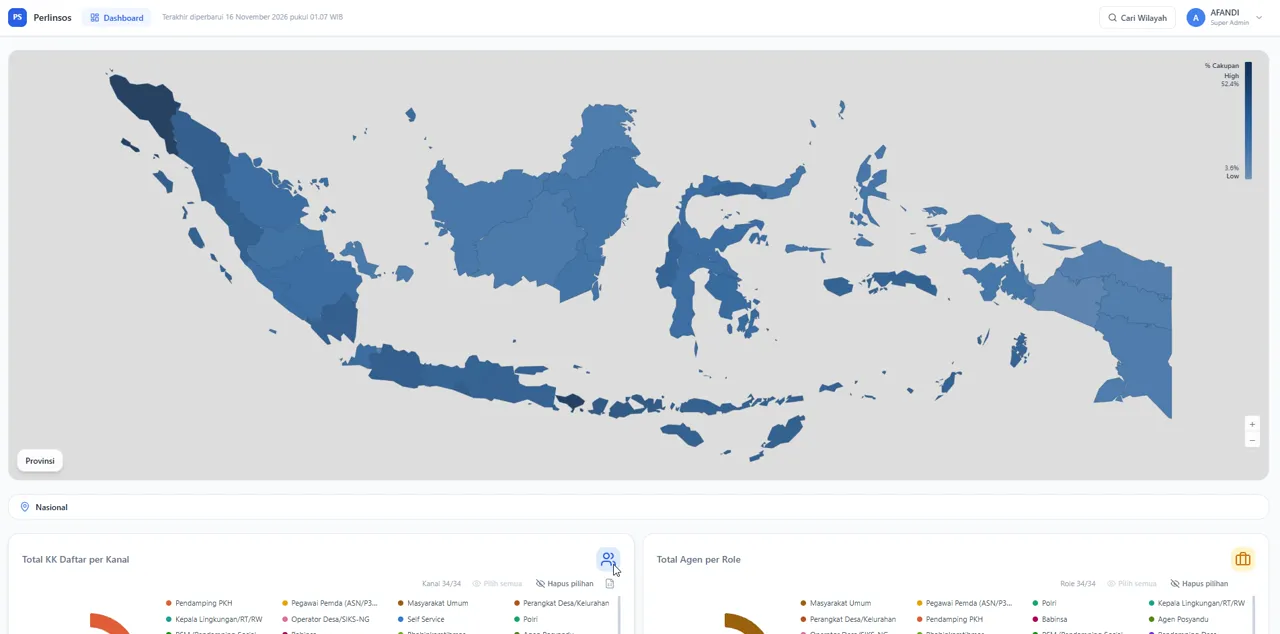 PS Perlinsos Dashboard Terakhir diperbarui 16 November 2026 pukul 01.07 WIB Cari Wilayah A AFANDI
Super Admin
% Cakupan
High
52.4%
3.8%
Low
+
−
Provinsi
Nasional
Total KK Daftar per Kanal
Kanal 34/34 Pilih semua Hapus pilihan
Pendamping PKH Pegawai Pemda (ASN/P3... Masyarakat Umum Perangkat Desa/Kelurahan
Kepala Lingkungan/RT/RW Operator Desa/SIKS-NG Self Service Polri
Total Agen per Role
Role 34/34 Pilih semua Hapus pilihan
Masyarakat Umum Pegawai Pemda (ASN/P3... Polri Kepala Lingkungan/RT/RW
Perangkat Desa/Kelurahan Pendamping PKH Babinsa Agen Posyandu